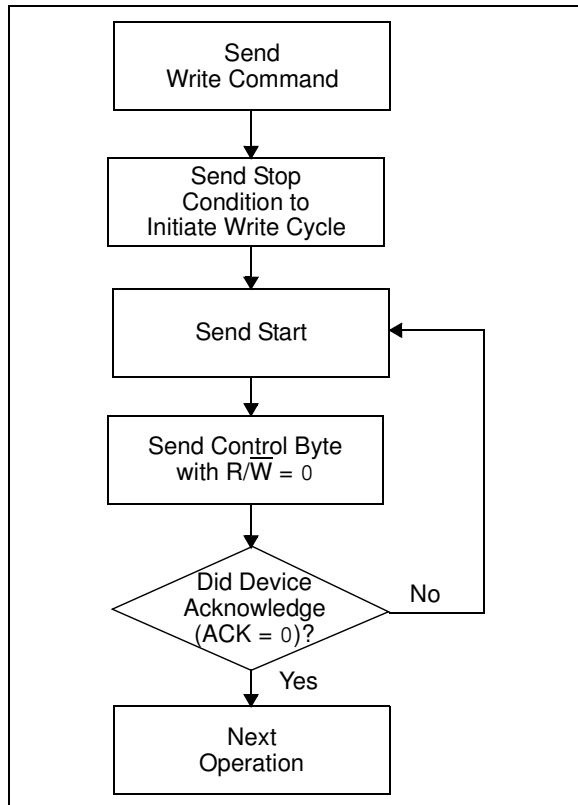 Send
Write Command
Send Stop
Condition to
Initiate Write Cycle
Send Start
Send Control Byte
with R/W̅ = 0
Did Device
Acknowledge
(ACK = 0)?
No
Yes
Next
Operation